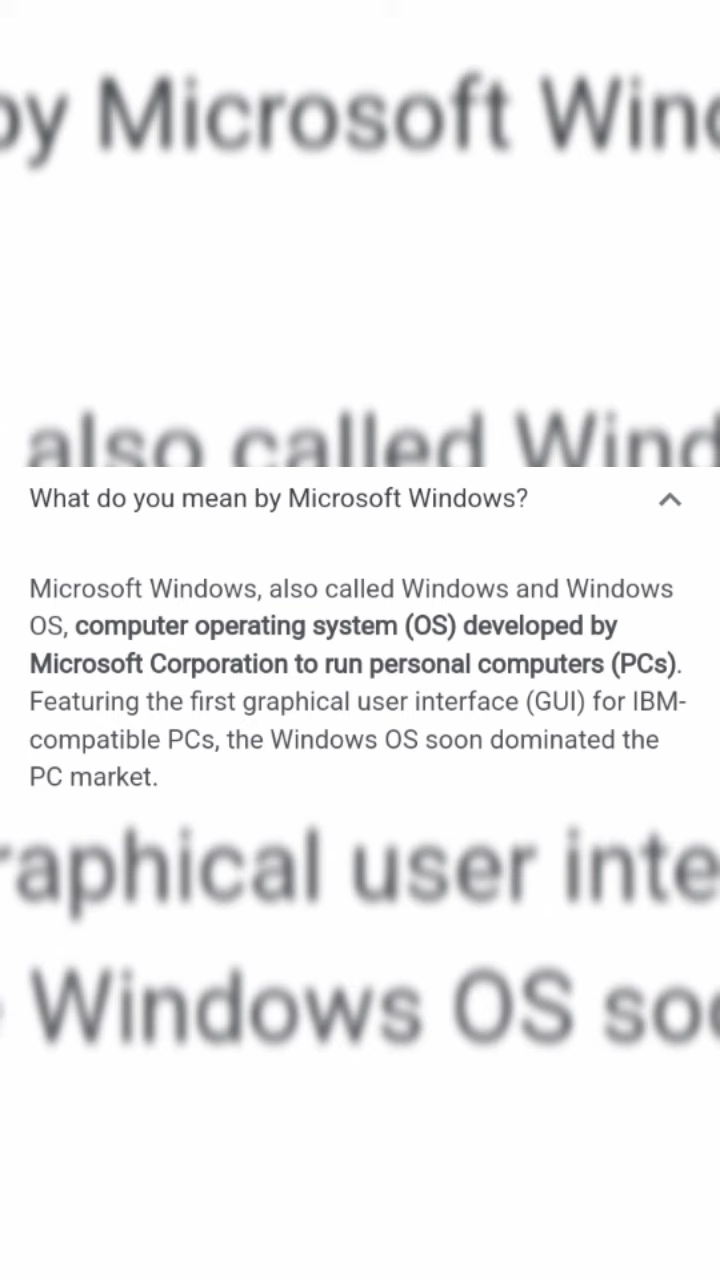 by Microsoft Wind
also called Wind
What do you mean by Microsoft Windows?
Microsoft Windows, also called Windows and Windows
OS, computer operating system (OS) developed by
Microsoft Corporation to run personal computers (PCs).
Featuring the first graphical user interface (GUI) for IBM-
compatible PCs, the Windows OS soon dominated the
PC market.
raphical user inte
Windows OS soo